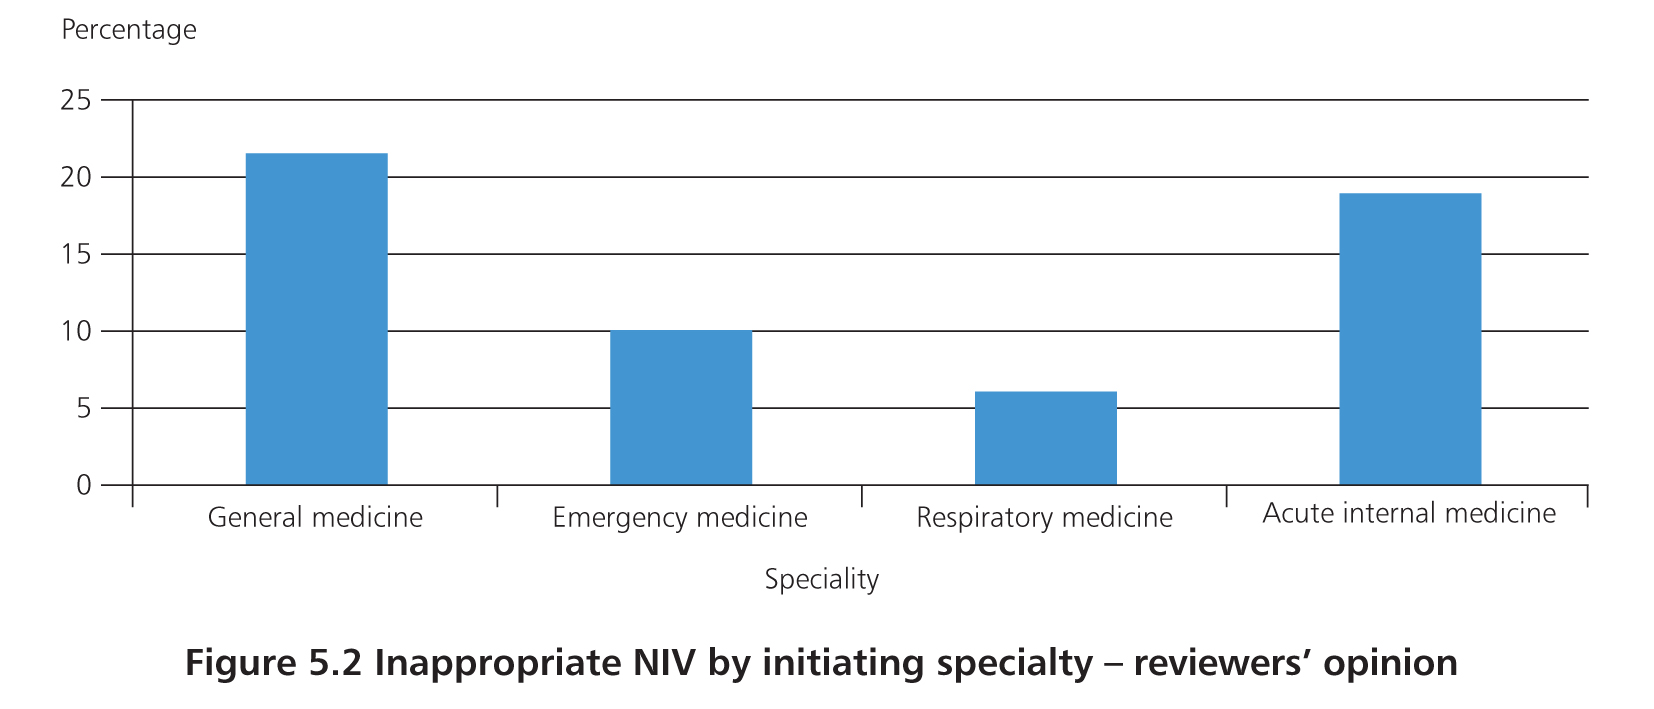 Percentage
25
20
15
10
5
0
General medicine Emergency medicine Respiratory medicine Acute internal medicine
Speciality
Figure 5.2 Inappropriate NIV by initiating specialty – reviewers’ opinion